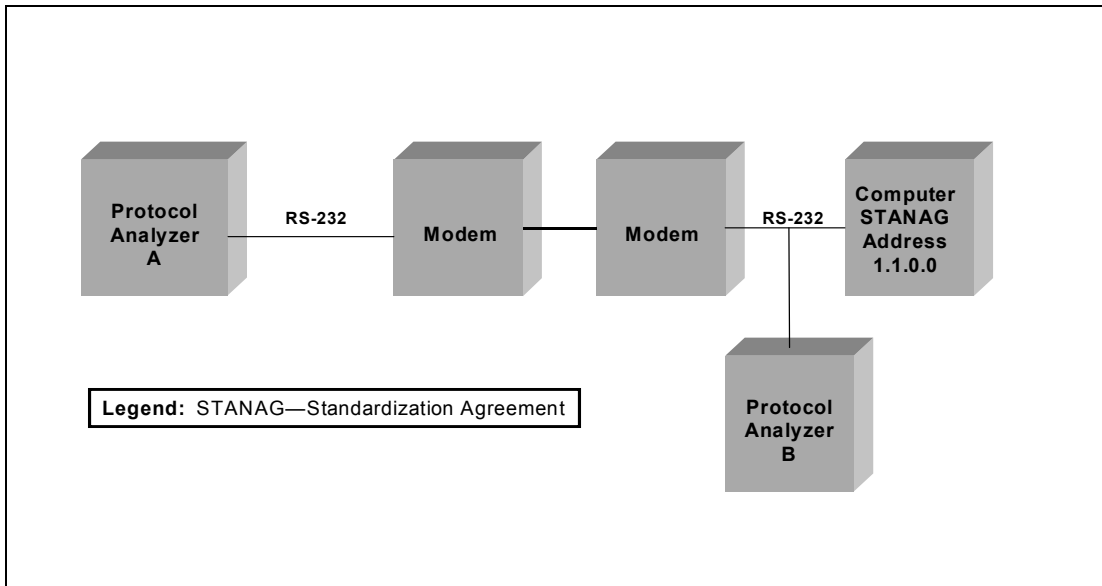 Protocol
Analyzer
A
RS-232
Modem
Modem
RS-232
Computer
STANAG
Address
1.1.0.0
Protocol
Analyzer
B
Legend: STANAG—Standardization Agreement